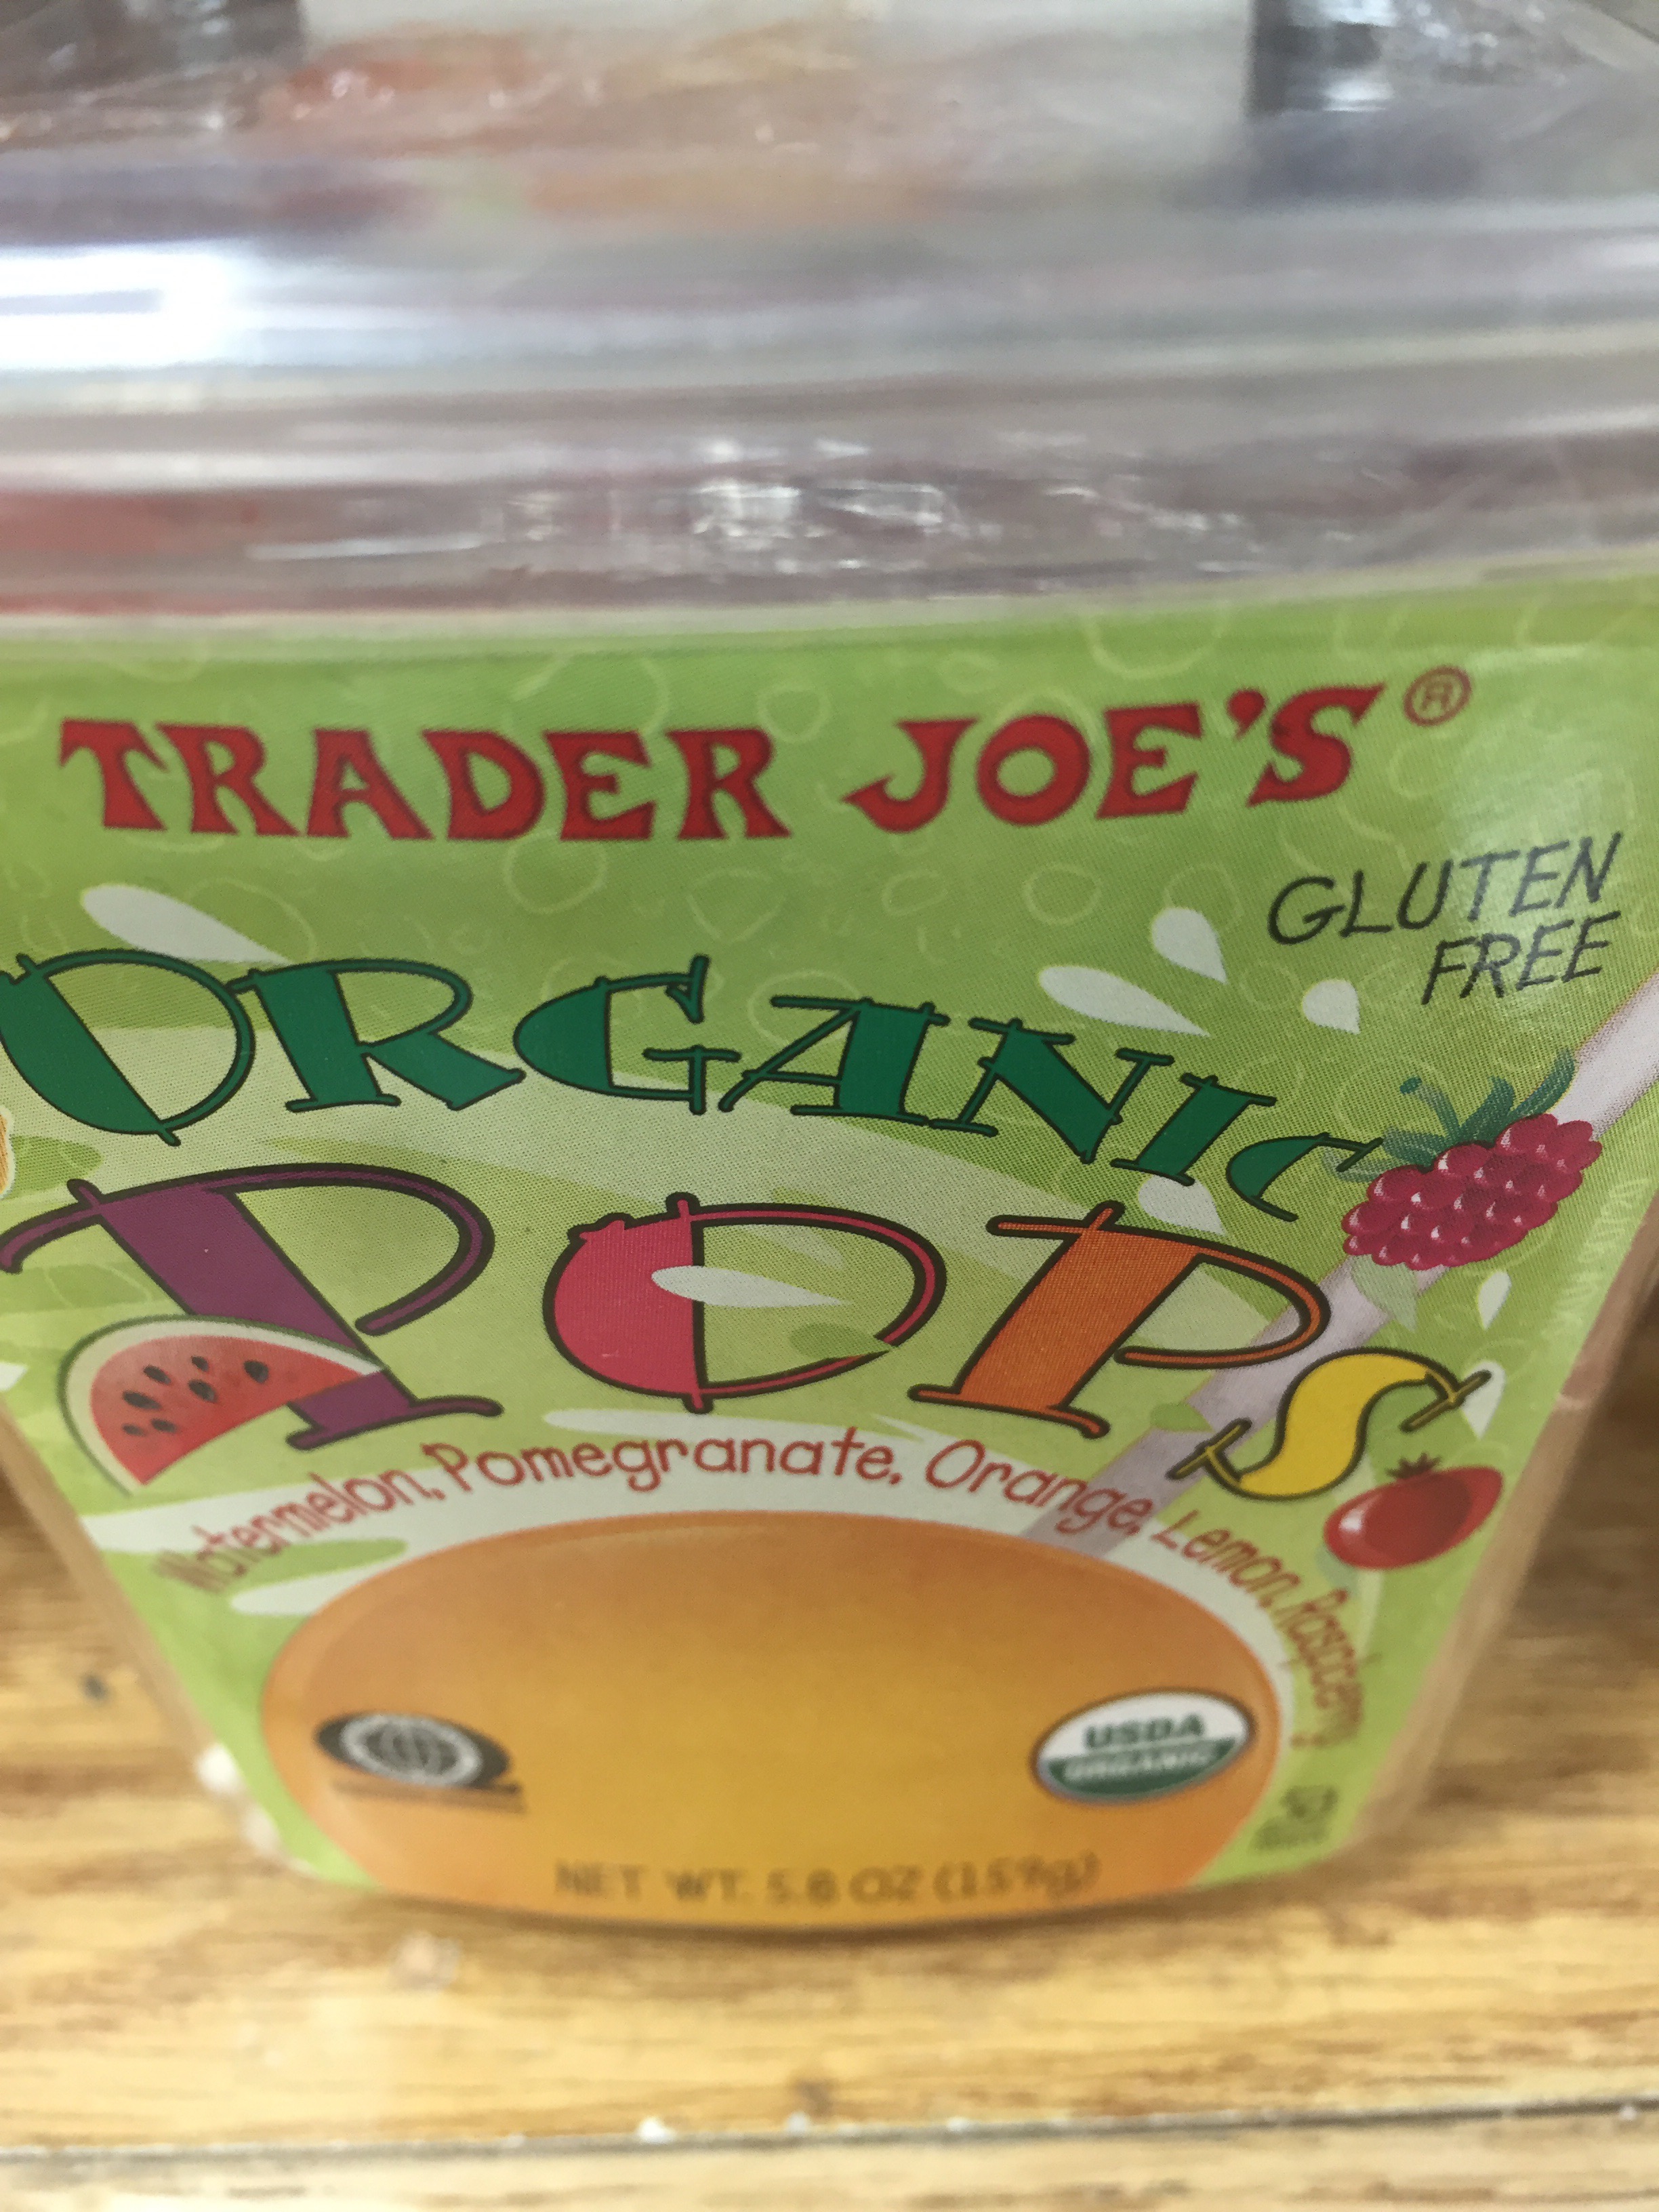 TRADER JOE'S®
GLUTEN
FREE
ORGANIC
POPS
Watermelon, Pomegranate, Orange, Lemon, Raspberry
USDA
ORGANIC
NET WT. 5.6 OZ (159g)